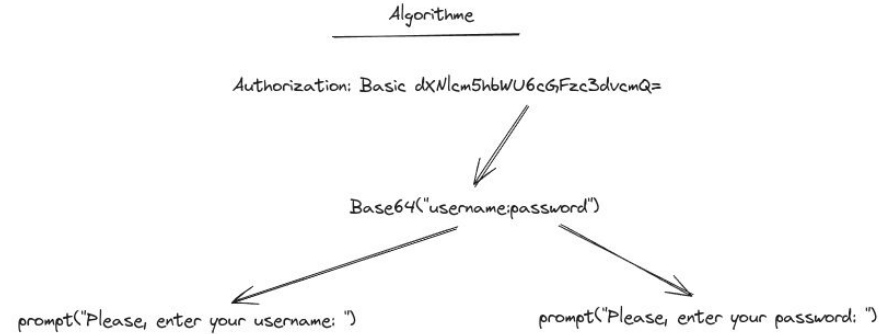 Algorithme
Authorization: Basic dXNlcm5hbWU6cGFzc3dvcmQ=
Base64("username:password")
prompt("Please, enter your username: ")
prompt("Please, enter your password: ")